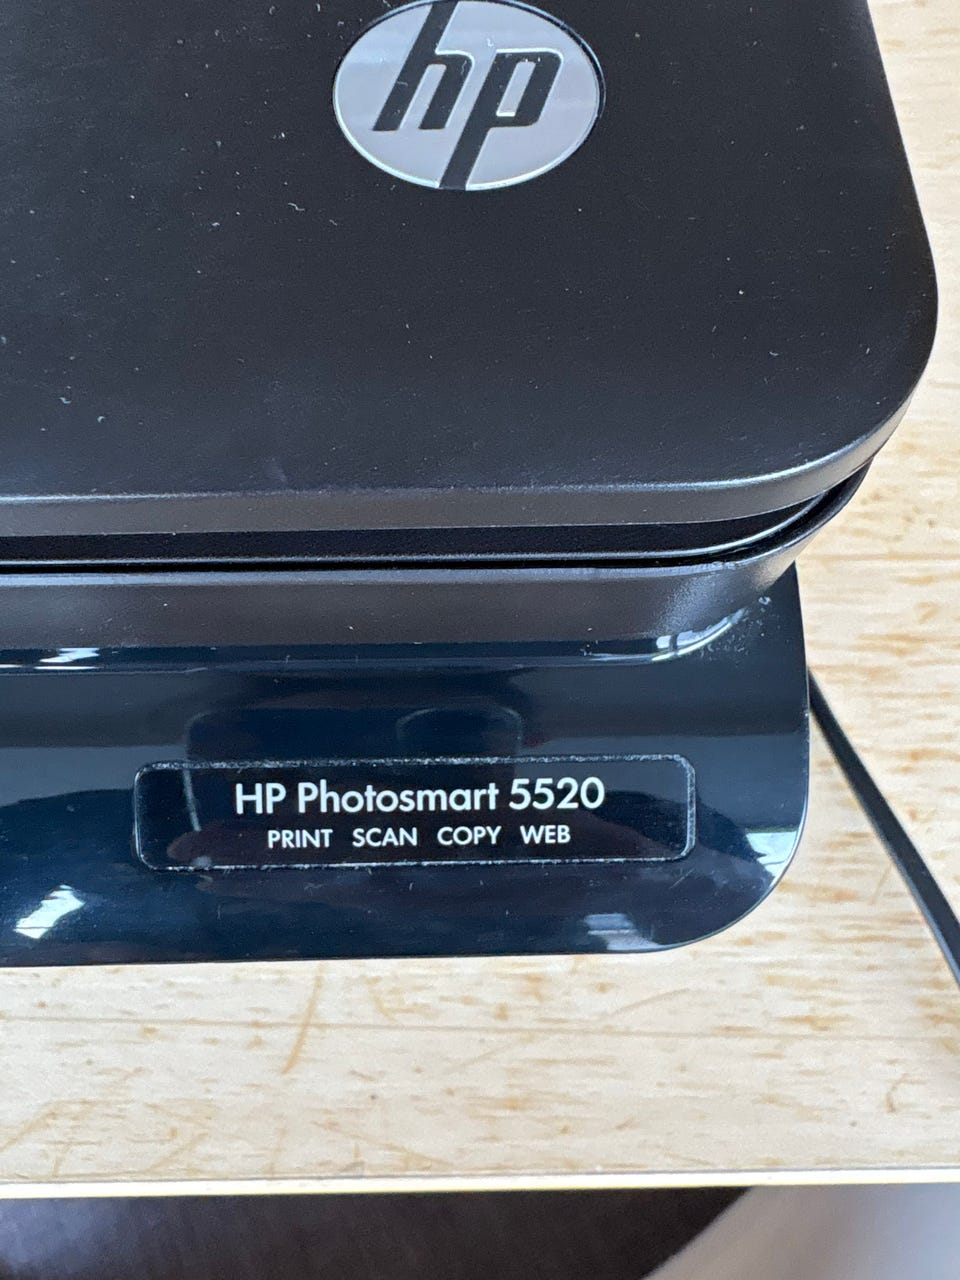 hp
HP Photosmart 5520
PRINT SCAN COPY WEB